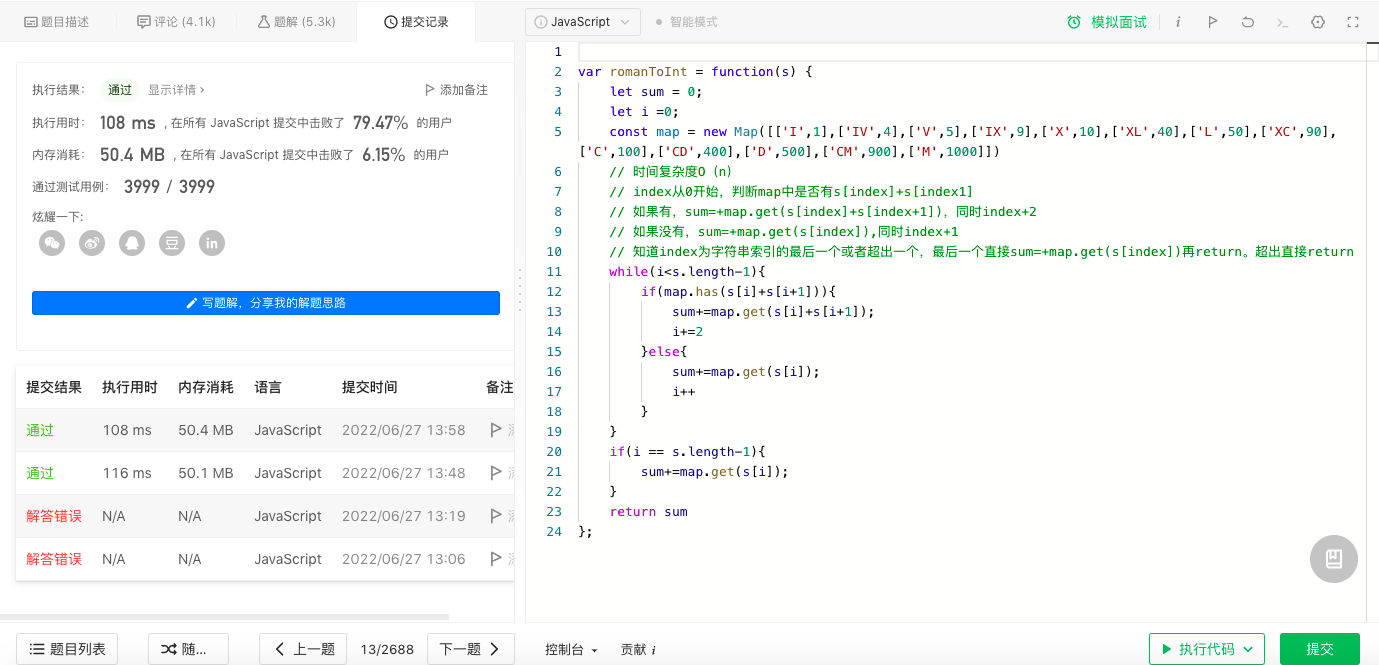 题目描述 评论 (4.1k) 题解 (5.3k) 提交记录
执行结果： 通过 显示详情 › 添加备注
执行用时： 108 ms , 在所有 JavaScript 提交中击败了 79.47% 的用户
内存消耗： 50.4 MB , 在所有 JavaScript 提交中击败了 6.15% 的用户
通过测试用例： 3999 / 3999
炫耀一下:
豆 in
写题解，分享我的解题思路
提交结果 执行用时 内存消耗 语言 提交时间 备注
通过 108 ms 50.4 MB JavaScript 2022/06/27 13:58
通过 116 ms 50.1 MB JavaScript 2022/06/27 13:48
解答错误 N/A N/A JavaScript 2022/06/27 13:19
解答错误 N/A N/A JavaScript 2022/06/27 13:06
题目列表 随... 上一题 13/2688 下一题
JavaScript 智能模式 模拟面试 i
1
2 var romanToInt = function(s) {
3 let sum = 0;
4 let i =0;
5 const map = new Map([['I',1],['IV',4],['V',5],['IX',9],['X',10],['XL',40],['L',50],['XC',90],
['C',100],['CD',400],['D',500],['CM',900],['M',1000]])
6 // 时间复杂度O（n）
7 // index从0开始，判断map中是否有s[index]+s[index1]
8 // 如果有，sum=+map.get(s[index]+s[index+1])，同时index+2
9 // 如果没有，sum=+map.get(s[index]),同时index+1
10 // 知道index为字符串索引的最后一个或者超出一个，最后一个直接sum=+map.get(s[index])再return。超出直接return
11 while(i<s.length-1){
12 if(map.has(s[i]+s[i+1])){
13 sum+=map.get(s[i]+s[i+1]);
14 i+=2
15 }else{
16 sum+=map.get(s[i]);
17 i++
18 }
19 }
20 if(i == s.length-1){
21 sum+=map.get(s[i]);
22 }
23 return sum
24 };
控制台 贡献 i 执行代码 提交